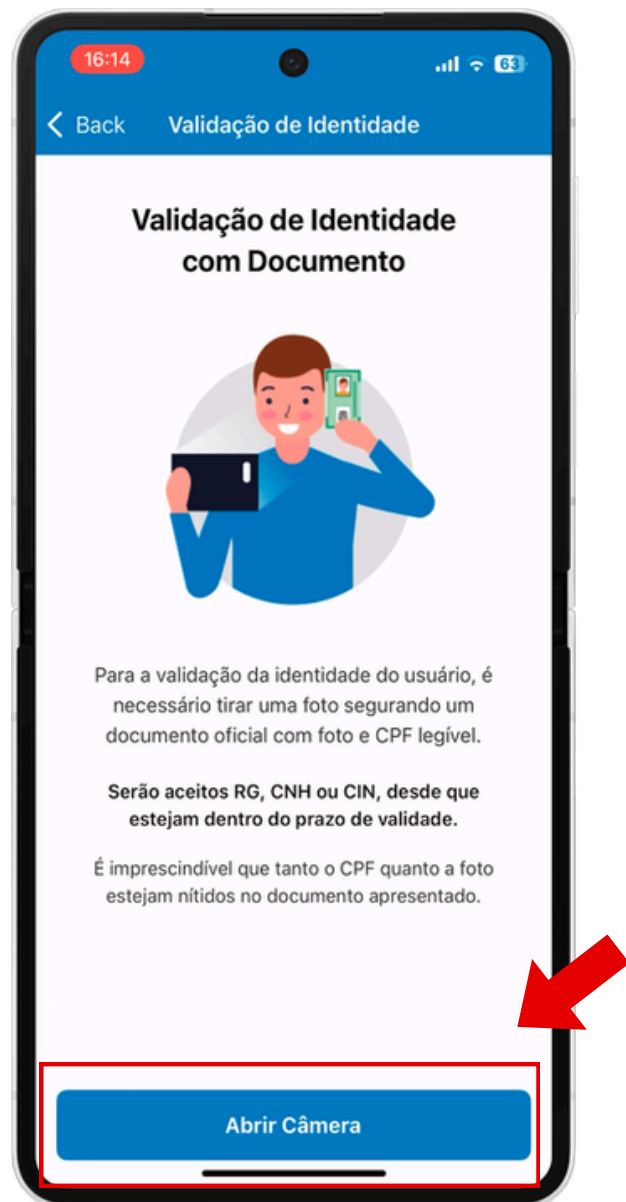 16:14
63
Back Validação de Identidade
Validação de Identidade
com Documento
Para a validação da identidade do usuário, é
necessário tirar uma foto segurando um
documento oficial com foto e CPF legível.
Serão aceitos RG, CNH ou CIN, desde que
estejam dentro do prazo de validade.
É imprescindível que tanto o CPF quanto a foto
estejam nítidos no documento apresentado.
Abrir Câmera